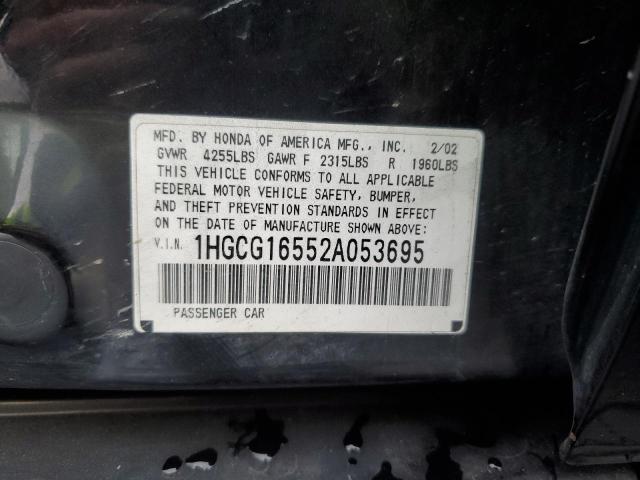 MFD. BY HONDA OF AMERICA MFG., INC. 2/02
GVWR 4255LBS GAWR F 2315LBS R 1960LBS
THIS VEHICLE CONFORMS TO ALL APPLICABLE
FEDERAL MOTOR VEHICLE SAFETY, BUMPER,
AND THEFT PREVENTION STANDARDS IN EFFECT
ON THE DATE OF MANUFACTURE SHOWN ABOVE:
V.I.N. 1HGCG16552A053695
PASSENGER CAR